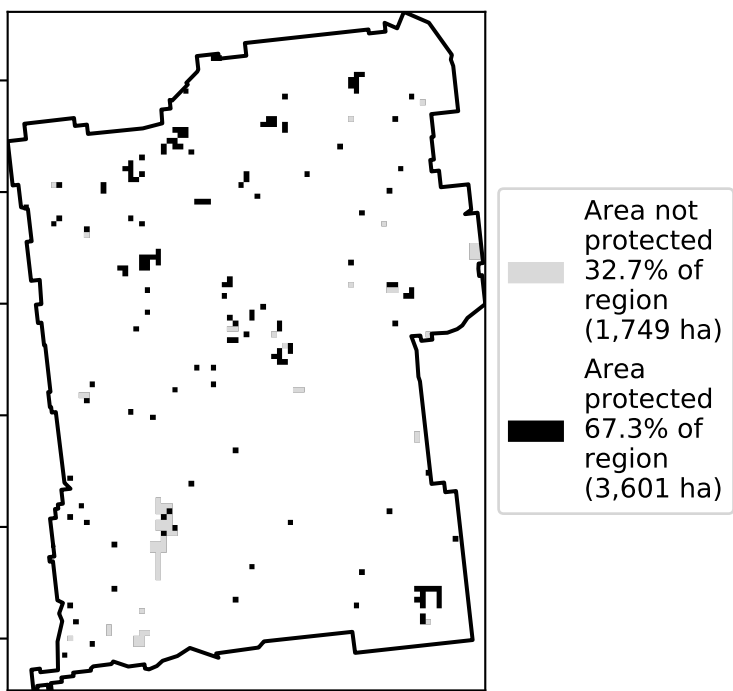 Area not
protected
32.7% of
region
(1,749 ha)
Area
protected
67.3% of
region
(3,601 ha)